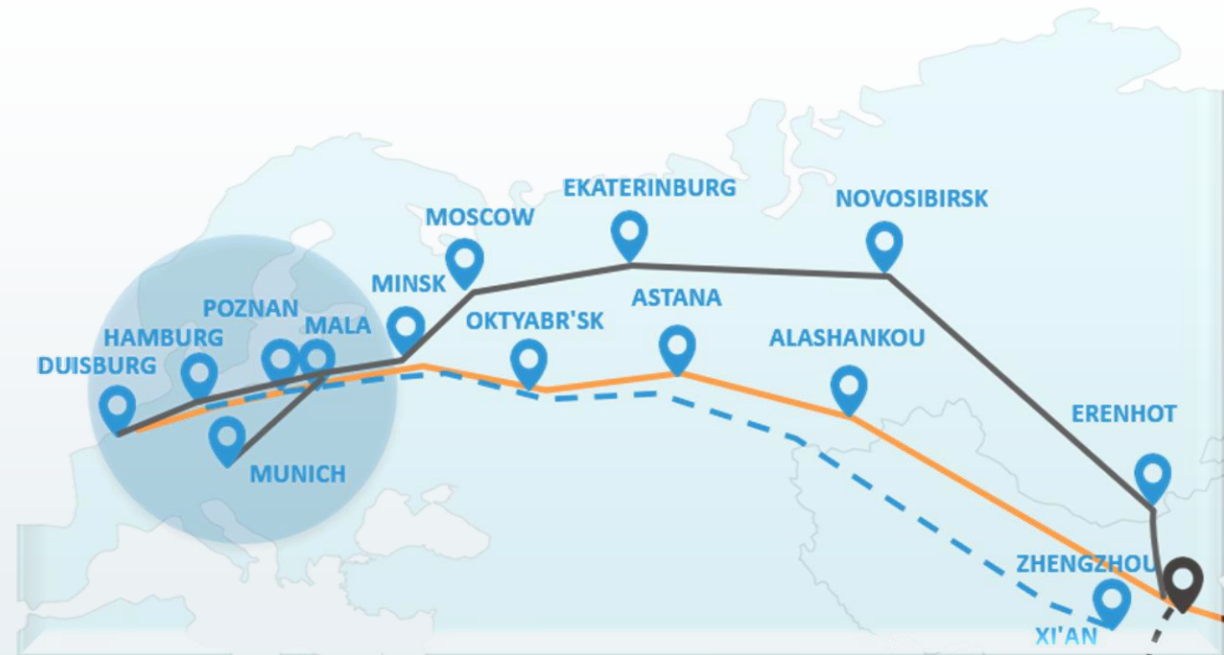 EKATERINBURG
NOVOSIBIRSK
MOSCOW
MINSK
ASTANA
POZNAN
MALA
OKTYABR'SK
HAMBURG
ALASHANKOU
DUISBURG
ERENHOT
MUNICH
ZHENGZHOU
XI'AN